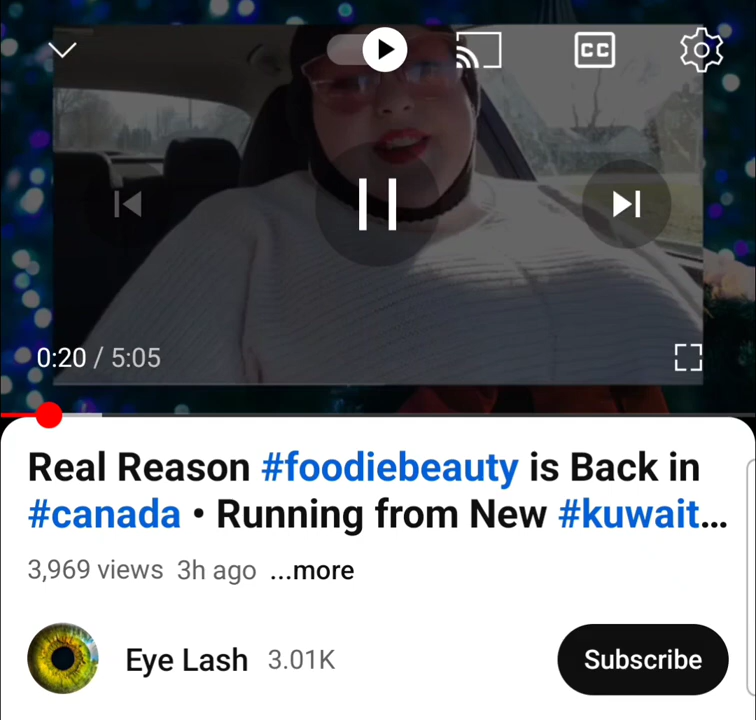 CC
0:20 / 5:05
Real Reason #foodiebeauty is Back in
#canada • Running from New #kuwait...
3,969 views 3h ago ...more
Eye Lash 3.01K
Subscribe